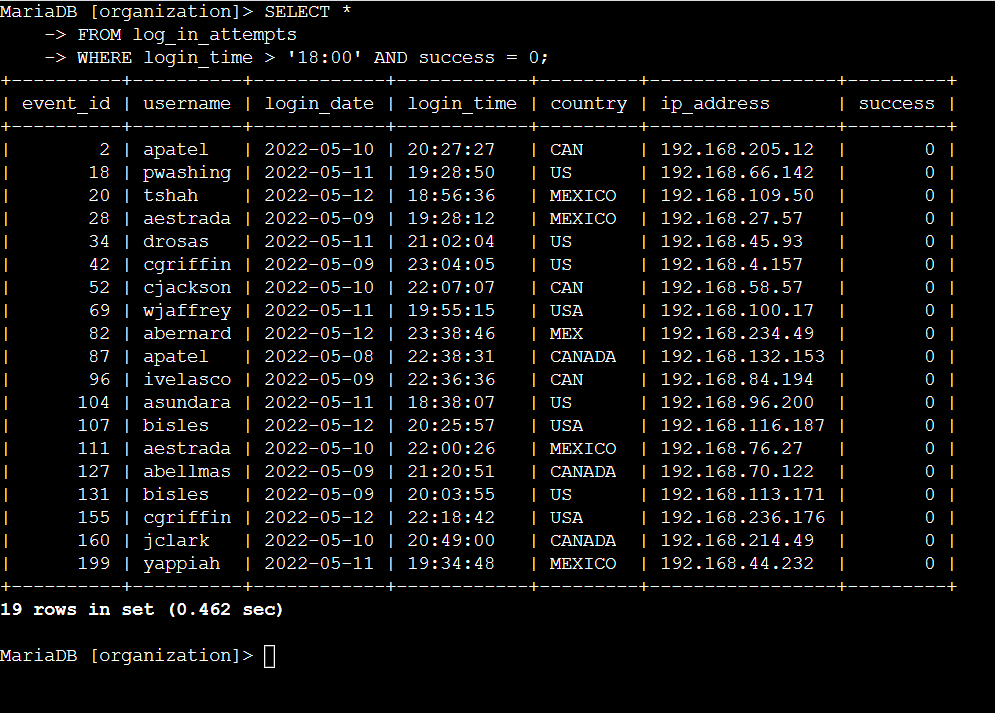 MariaDB [organization]> SELECT *
    -> FROM log_in_attempts
    -> WHERE login_time > '18:00' AND success = 0;
+----------+----------+------------+------------+---------+-----------------+---------+
| event_id | username | login_date | login_time | country | ip_address      | success |
+----------+----------+------------+------------+---------+-----------------+---------+
|        2 | apatel   | 2022-05-10 | 20:27:27   | CAN     | 192.168.205.12  |       0 |
|       18 | pwashing | 2022-05-11 | 19:28:50   | US      | 192.168.66.142  |       0 |
|       20 | tshah    | 2022-05-12 | 18:56:36   | MEXICO  | 192.168.109.50  |       0 |
|       28 | aestrada | 2022-05-09 | 19:28:12   | MEXICO  | 192.168.27.57   |       0 |
|       34 | drosas   | 2022-05-11 | 21:02:04   | US      | 192.168.45.93   |       0 |
|       42 | cgriffin | 2022-05-09 | 23:04:05   | US      | 192.168.4.157   |       0 |
|       52 | cjackson | 2022-05-10 | 22:07:07   | CAN     | 192.168.58.57   |       0 |
|       69 | wjaffrey | 2022-05-11 | 19:55:15   | USA     | 192.168.100.17  |       0 |
|       82 | abernard | 2022-05-12 | 23:38:46   | MEX     | 192.168.234.49  |       0 |
|       87 | apatel   | 2022-05-08 | 22:38:31   | CANADA  | 192.168.132.153 |       0 |
|       96 | ivelasco | 2022-05-09 | 22:36:36   | CAN     | 192.168.84.194  |       0 |
|      104 | asundara | 2022-05-11 | 18:38:07   | US      | 192.168.96.200  |       0 |
|      107 | bisles   | 2022-05-12 | 20:25:57   | USA     | 192.168.116.187 |       0 |
|      111 | aestrada | 2022-05-10 | 22:00:26   | MEXICO  | 192.168.76.27   |       0 |
|      127 | abellmas | 2022-05-09 | 21:20:51   | CANADA  | 192.168.70.122  |       0 |
|      131 | bisles   | 2022-05-09 | 20:03:55   | US      | 192.168.113.171 |       0 |
|      155 | cgriffin | 2022-05-12 | 22:18:42   | USA     | 192.168.236.176 |       0 |
|      160 | jclark   | 2022-05-10 | 20:49:00   | CANADA  | 192.168.214.49  |       0 |
|      199 | yappiah  | 2022-05-11 | 19:34:48   | MEXICO  | 192.168.44.232  |       0 |
+----------+----------+------------+------------+---------+-----------------+---------+
19 rows in set (0.462 sec)
MariaDB [organization]>